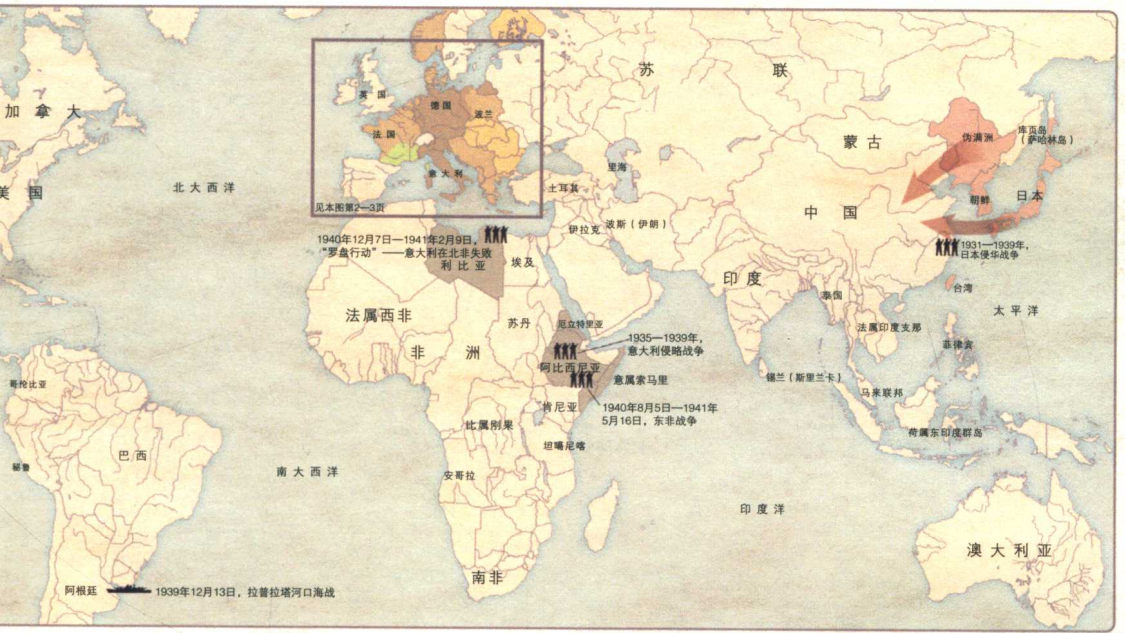 苏 联
加 拿 大
英 国
德国
波兰
法国
意大利
见本图第2—3页
美 国
北 大 西 洋
蒙 古
伪满洲
库页岩
（萨哈林岛）
里海
土耳其
朝鲜
日本
中 国
伊拉克
波斯（伊朗）
1940年12月7日—1941年2月9日，
“罗盘行动”——意大利在北非失败
利 比 亚
埃及
1931—1939年，
日本侵华战争
印 度
台湾
泰国
太 平 洋
法属西非
苏丹
厄立特里亚
法属印度支那
非 洲
1935—1939年，
意大利侵略战争
菲律宾
阿比西尼亚
意属索马里
哥伦比亚
锡兰（斯里兰卡）
马来联邦
肯尼亚
1940年8月5日—1941年
5月16日，东非战争
比属刚果
荷属东印度群岛
坦噶尼喀
巴 西
秘鲁
南 大 西 洋
安哥拉
印 度 洋
澳 大 利 亚
南非
阿根廷
1939年12月13日，拉普拉塔河口海战